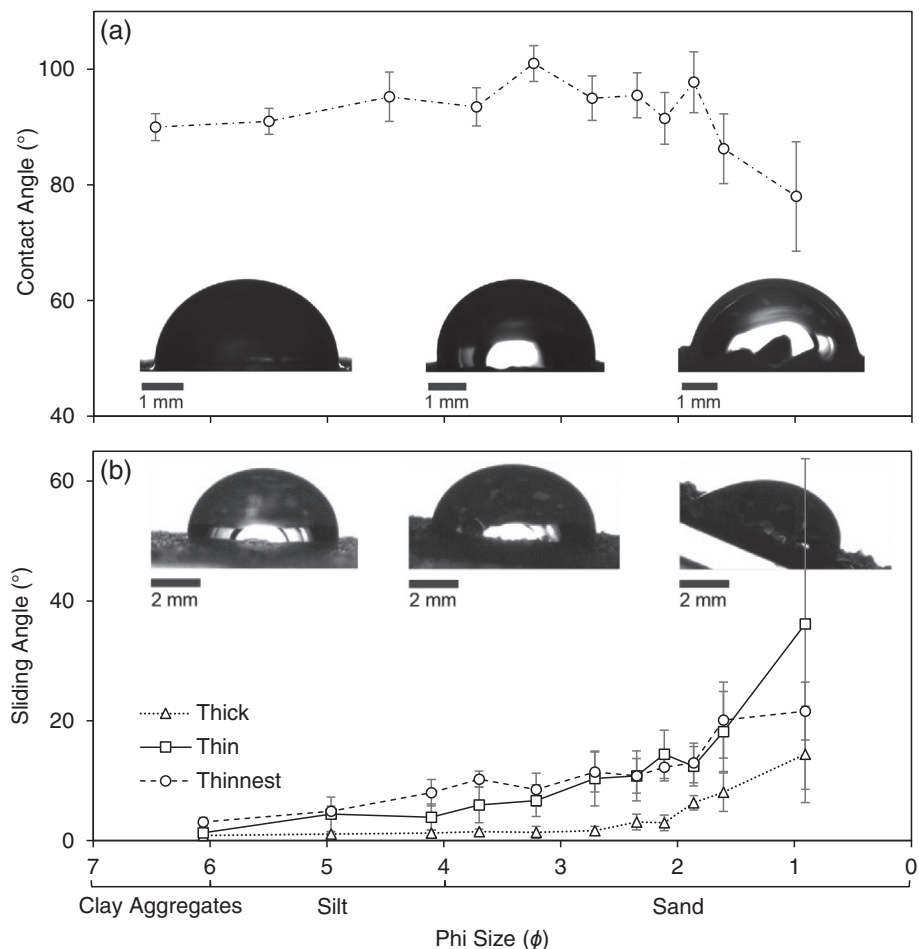 (a)
100
80
60
40
Contact Angle (°)
1 mm
1 mm
1 mm
(b)
60
40
20
0
Sliding Angle (°)
2 mm
2 mm
2 mm
Thick
Thin
Thinnest
7 6 5 4 3 2 1 0
Clay Aggregates Silt Sand
Phi Size (ϕ)